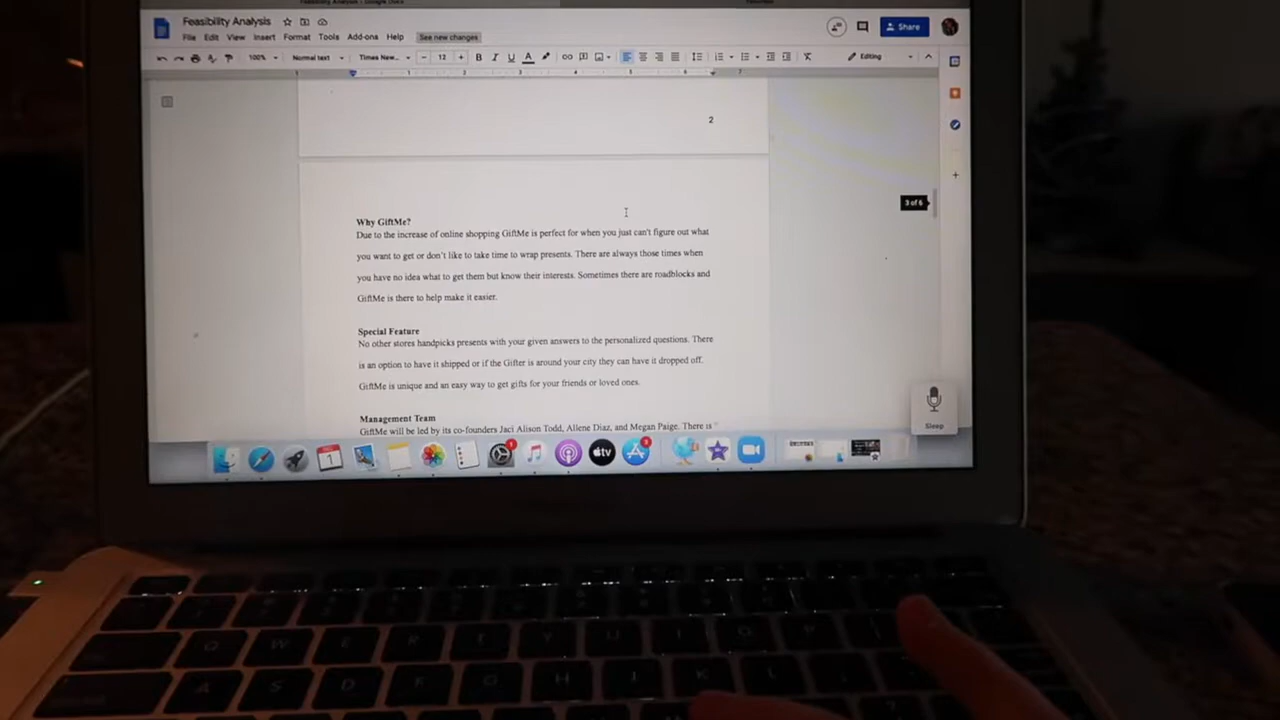 Feasibility Analysis
File Edit View Insert Format Tools Add-ons Help See new changes
Share
100% Normal text Times New... 12 B I U A Editing
2
3 of 6
Why GiftMe?
Due to the increase of online shopping GiftMe is perfect for when you just can't figure out what
you want to get or don't like to take time to wrap presents. There are always those times when
you have no idea what to get them but know their interests. Sometimes there are roadblocks and
GiftMe is there to help make it easier.
Special Feature
No other stores handpicks presents with your given answers to the personalized questions. There
is an option to have it shipped or if the Gifter is around your city they can have it dropped off.
GiftMe is unique and an easy way to get gifts for your friends or loved ones.
Management Team
GiftMe will be led by its co-founders Jaci Alison Todd, Allene Diaz, and Megan Paige. There is
Sleep
tv